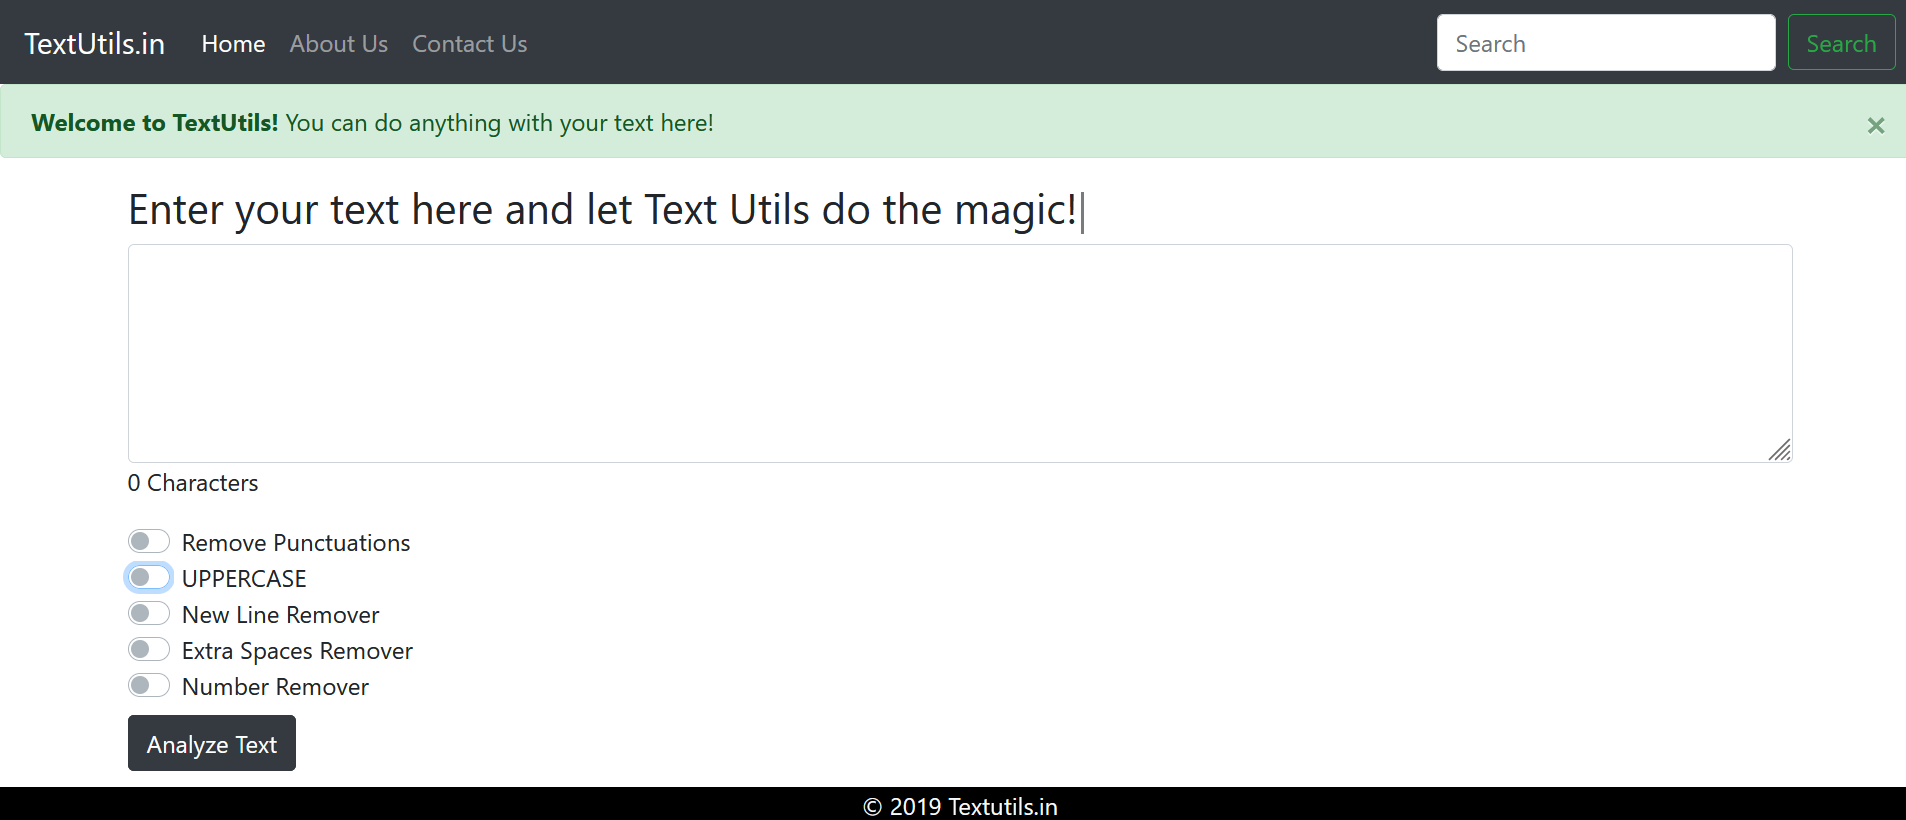 TextUtils.in Home About Us Contact Us Search Search
Welcome to TextUtils! You can do anything with your text here!
×
Enter your text here and let Text Utils do the magic!|
0 Characters
Remove Punctuations
UPPERCASE
New Line Remover
Extra Spaces Remover
Number Remover
Analyze Text
© 2019 Textutils.in